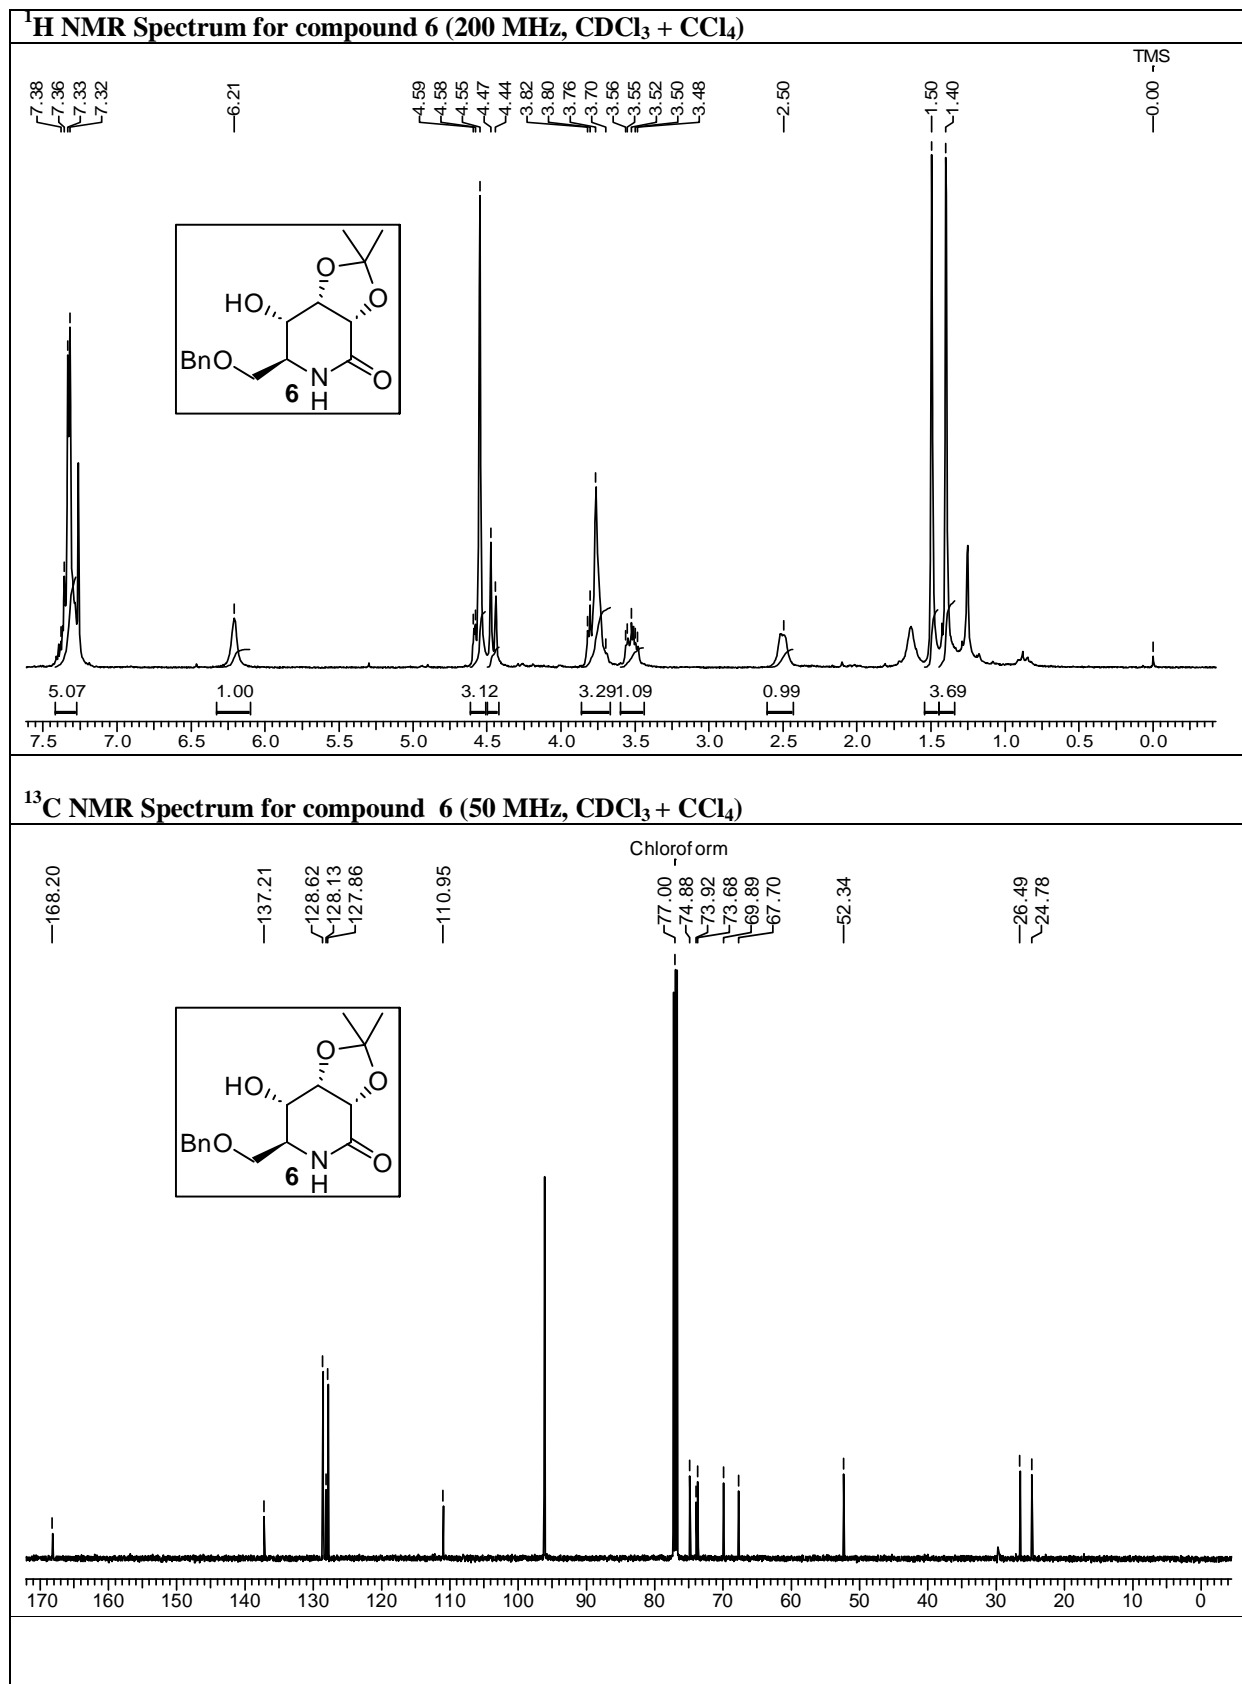 ¹H NMR Spectrum for compound 6 (200 MHz, CDCl₃ + CCl₄)
TMS
7.38 7.36 7.33 7.32 6.21 4.59 4.58 4.55 4.47 4.44 3.82 3.80 3.76 3.70 3.56 3.55 3.52 3.50 3.48 2.50 1.50 1.40 0.00
O
O
HO
BnO
N
H
O
6
5.07 1.00 3.12 3.29 1.09 0.99 3.69
7.5 7.0 6.5 6.0 5.5 5.0 4.5 4.0 3.5 3.0 2.5 2.0 1.5 1.0 0.5 0.0
¹³C NMR Spectrum for compound 6 (50 MHz, CDCl₃ + CCl₄)
Chloroform
168.20 137.21 128.62 128.13 127.86 110.95 77.00 74.88 73.92 73.68 69.89 67.70 52.34 26.49 24.78
O
O
HO
BnO
N
H
O
6
170 160 150 140 130 120 110 100 90 80 70 60 50 40 30 20 10 0